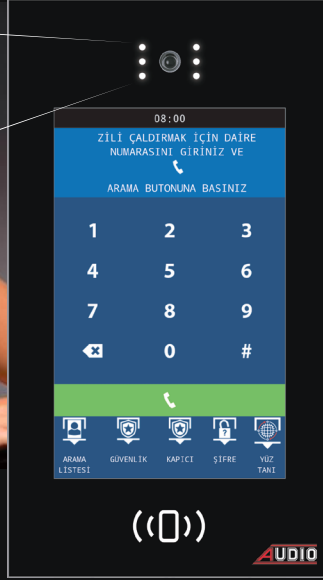 08:00
ZİLİ ÇALDIRMAK İÇİN DAİRE
NUMARASINI GİRİNİZ VE
ARAMA BUTONUNA BASINIZ
1 2 3
4 5 6
7 8 9
0 #
ARAMA LİSTESİ
GÜVENLİK
KAPICI
ŞİFRE
YÜZ TANI
AUDIO